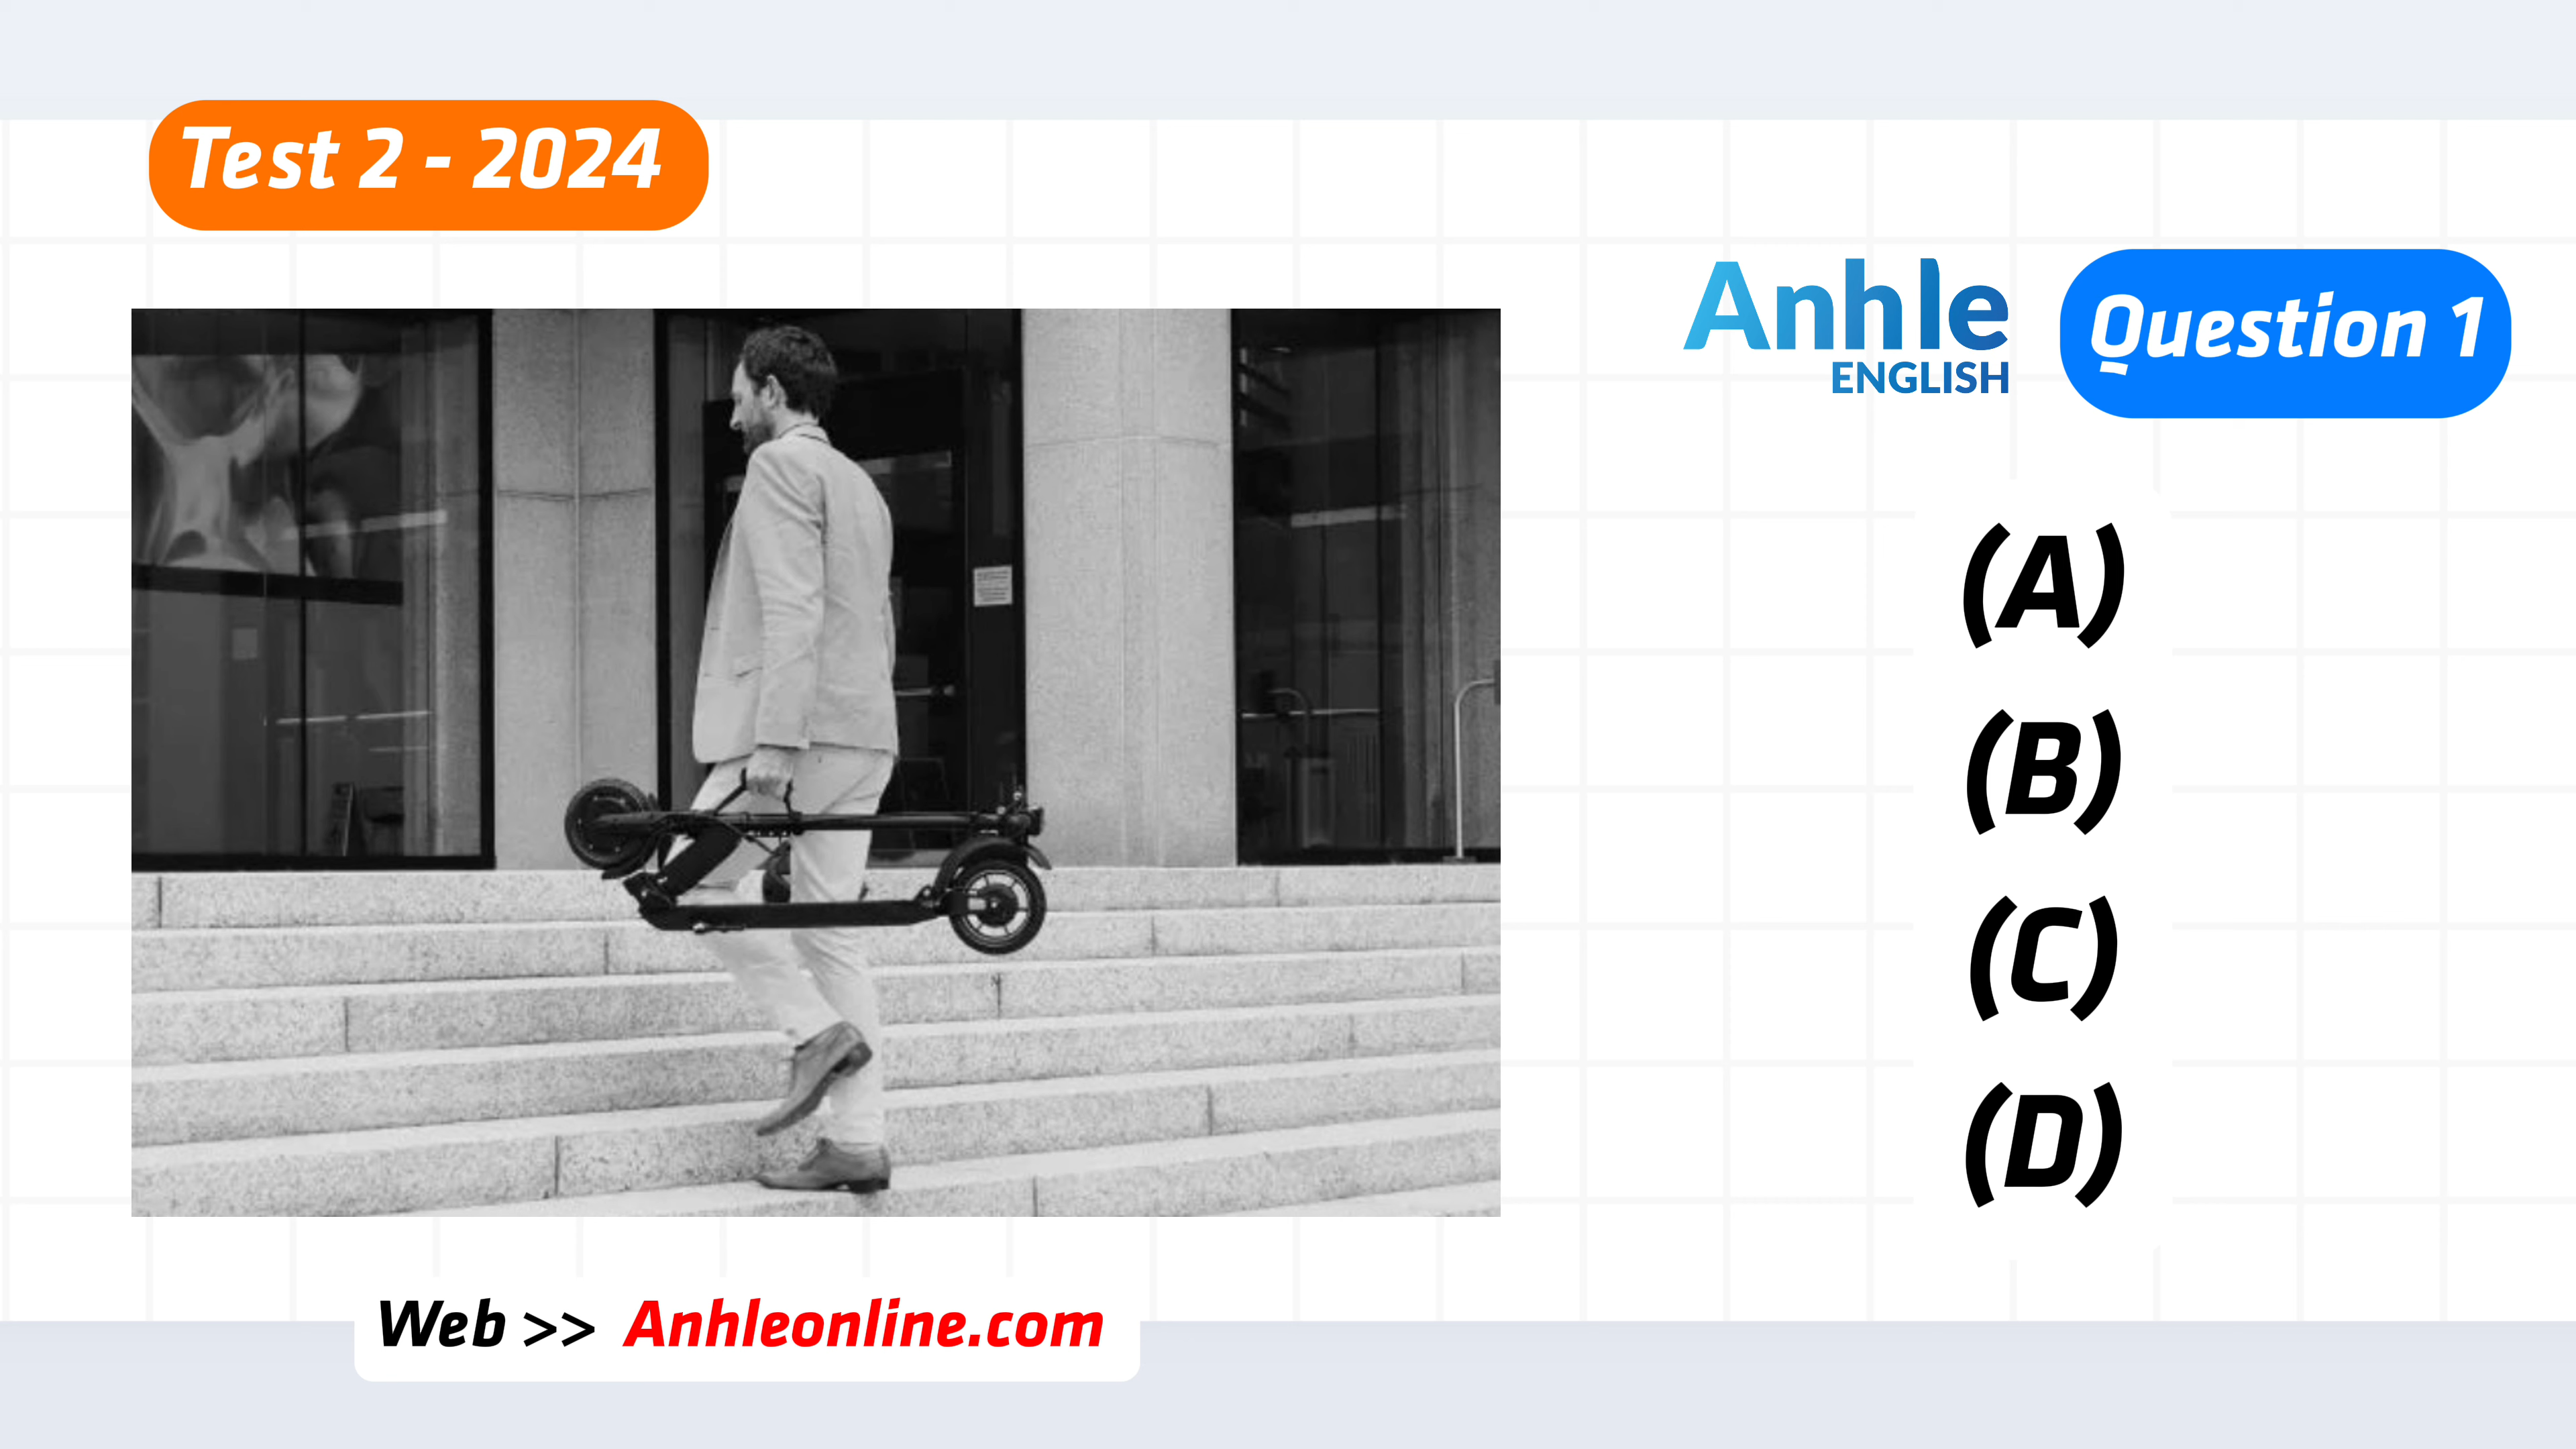 Test 2 - 2024
Anhle
ENGLISH
Question 1
(A)
(B)
(C)
(D)
Web >> Anhleonline.com